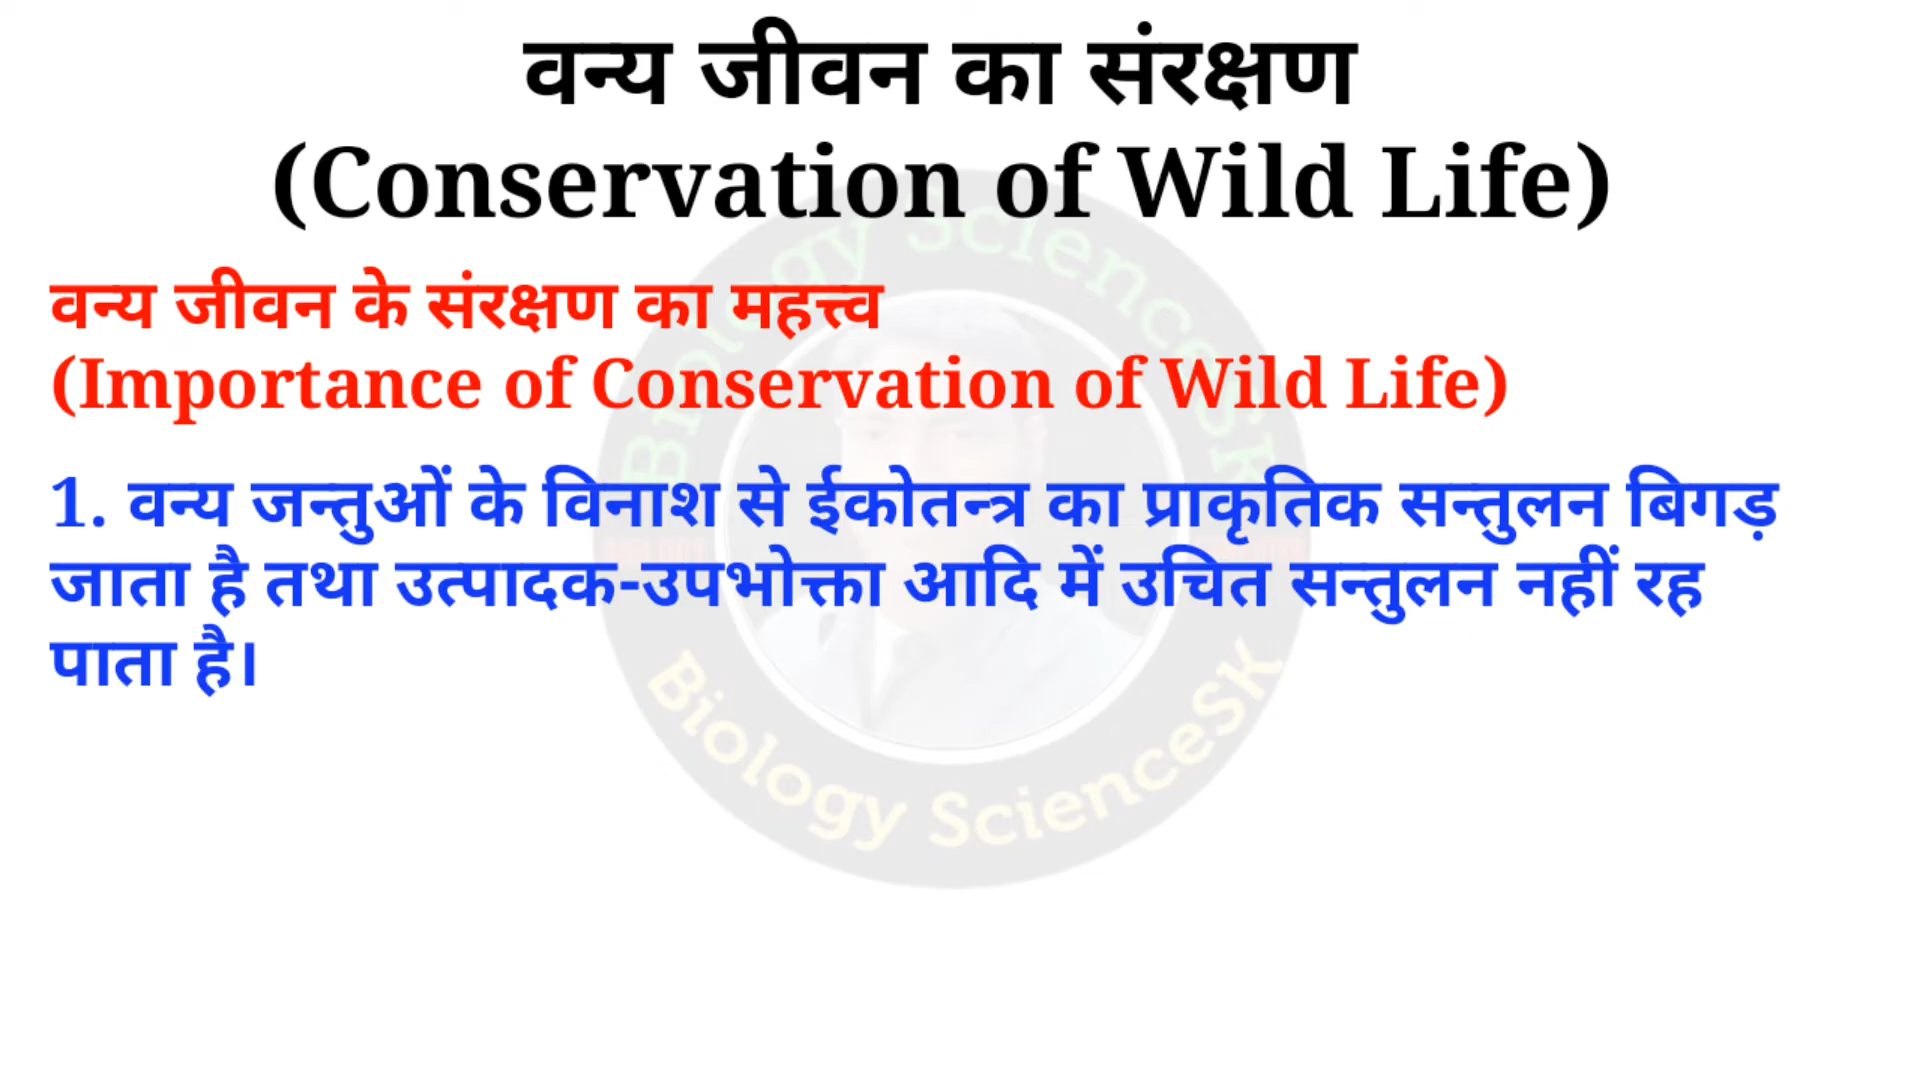 वन्य जीवन का संरक्षण
(Conservation of Wild Life)
वन्य जीवन के संरक्षण का महत्त्व
(Importance of Conservation of Wild Life)
1. वन्य जन्तुओं के विनाश से ईकोतन्त्र का प्राकृतिक सन्तुलन बिगड़
जाता है तथा उत्पादक-उपभोक्ता आदि में उचित सन्तुलन नहीं रह
पाता है।
Biology ScienceSK
Biology ScienceSK